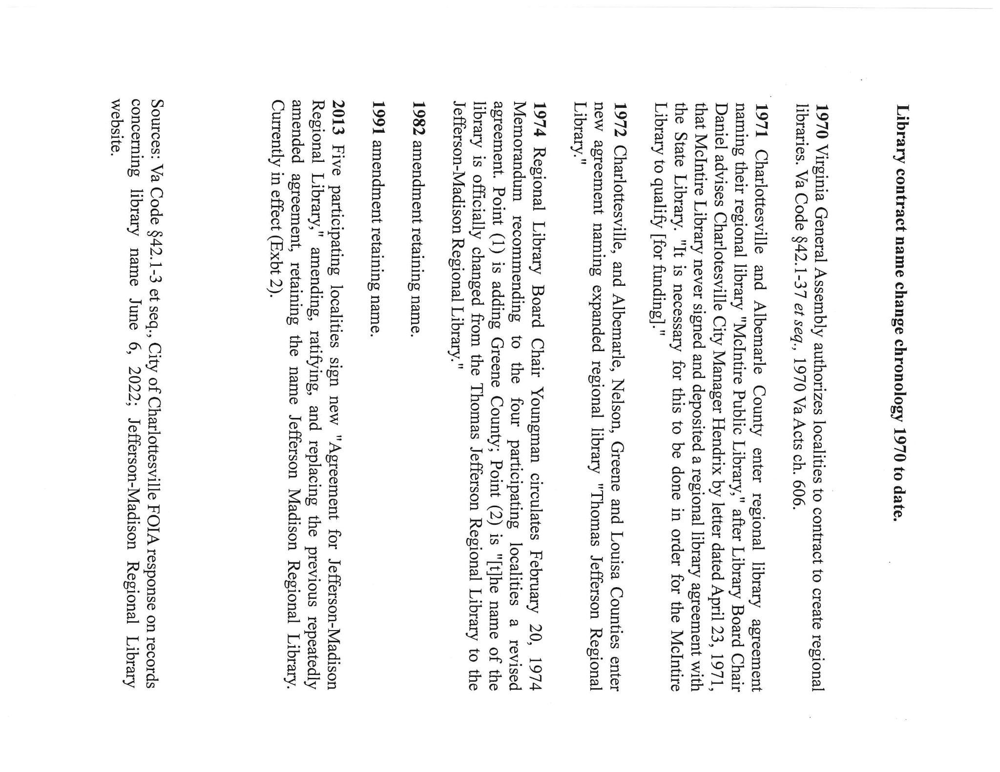 Library contract name change chronology 1970 to date.
1970 Virginia General Assembly authorizes localities to contract to create regional
libraries. Va Code §42.1-37 et seq., 1970 Va Acts ch. 606.
1971 Charlottesville and Albemarle County enter regional library agreement
naming their regional library "McIntire Public Library," after Library Board Chair
Daniel advises Charlotesville City Manager Hendrix by letter dated April 23, 1971,
that McIntire Library never signed and deposited a regional library agreement with
the State Library. "It is necessary for this to be done in order for the McIntire
Library to qualify [for funding]."
1972 Charlottesville, and Albemarle, Nelson, Greene and Louisa Counties enter
new agreement naming expanded regional library "Thomas Jefferson Regional
Library."
1974 Regional Library Board Chair Youngman circulates February 20, 1974
Memorandum recommending to the four participating localities a revised
agreement. Point (1) is adding Greene County; Point (2) is "[t]he name of the
library is officially changed from the Thomas Jefferson Regional Library to the
Jefferson-Madison Regional Library."
1982 amendment retaining name.
1991 amendment retaining name.
2013 Five participating localities sign new "Agreement for Jefferson-Madison
Regional Library," amending, ratifying, and replacing the previous repeatedly
amended agreement, retaining the name Jefferson Madison Regional Library.
Currently in effect (Exbt 2).
Sources: Va Code §42.1-3 et seq., City of Charlottesville FOIA response on records
concerning library name June 6, 2022; Jefferson-Madison Regional Library
website.